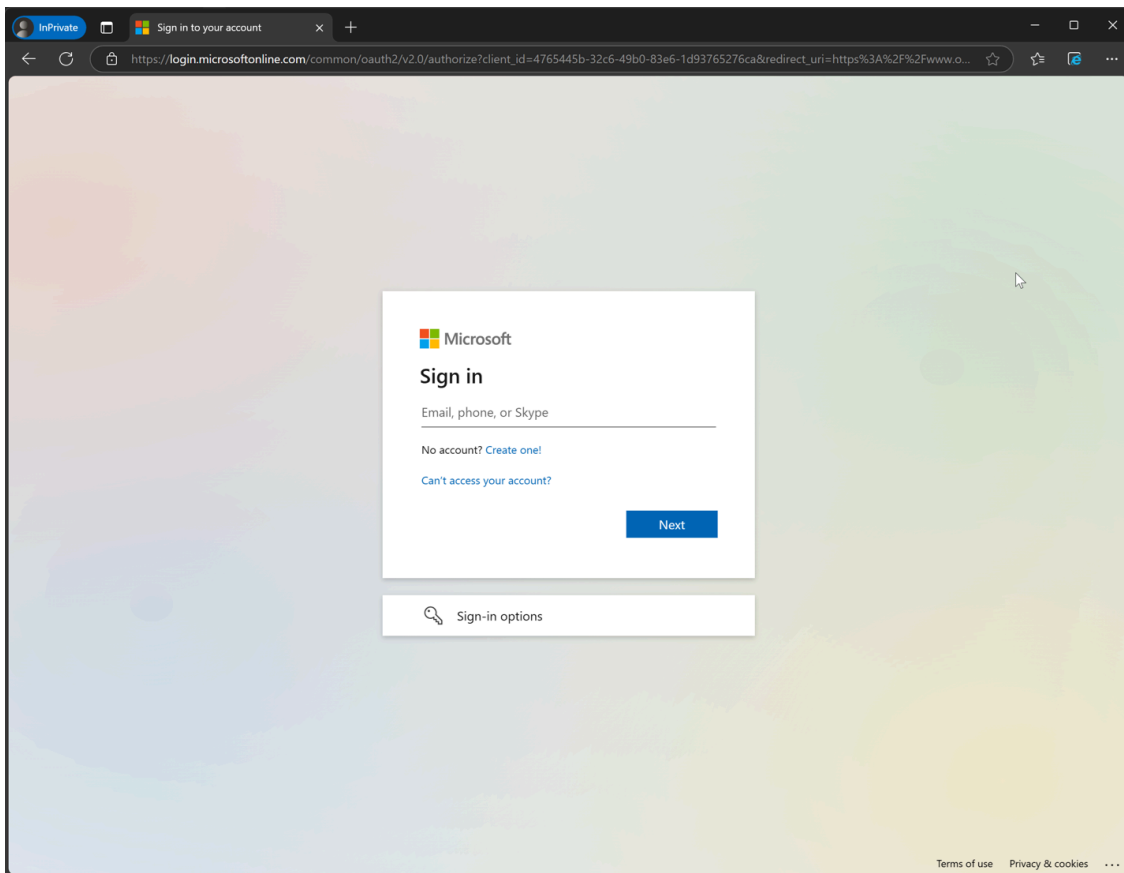 InPrivate
Sign in to your account
https://login.microsoftonline.com/common/oauth2/v2.0/authorize?client_id=4765445b-32c6-49b0-83e6-1d93765276ca&redirect_uri=https%3A%2F%2Fwww.o...
Microsoft
Sign in
Email, phone, or Skype
No account? Create one!
Can't access your account?
Next
Sign-in options
Terms of use Privacy & cookies ...